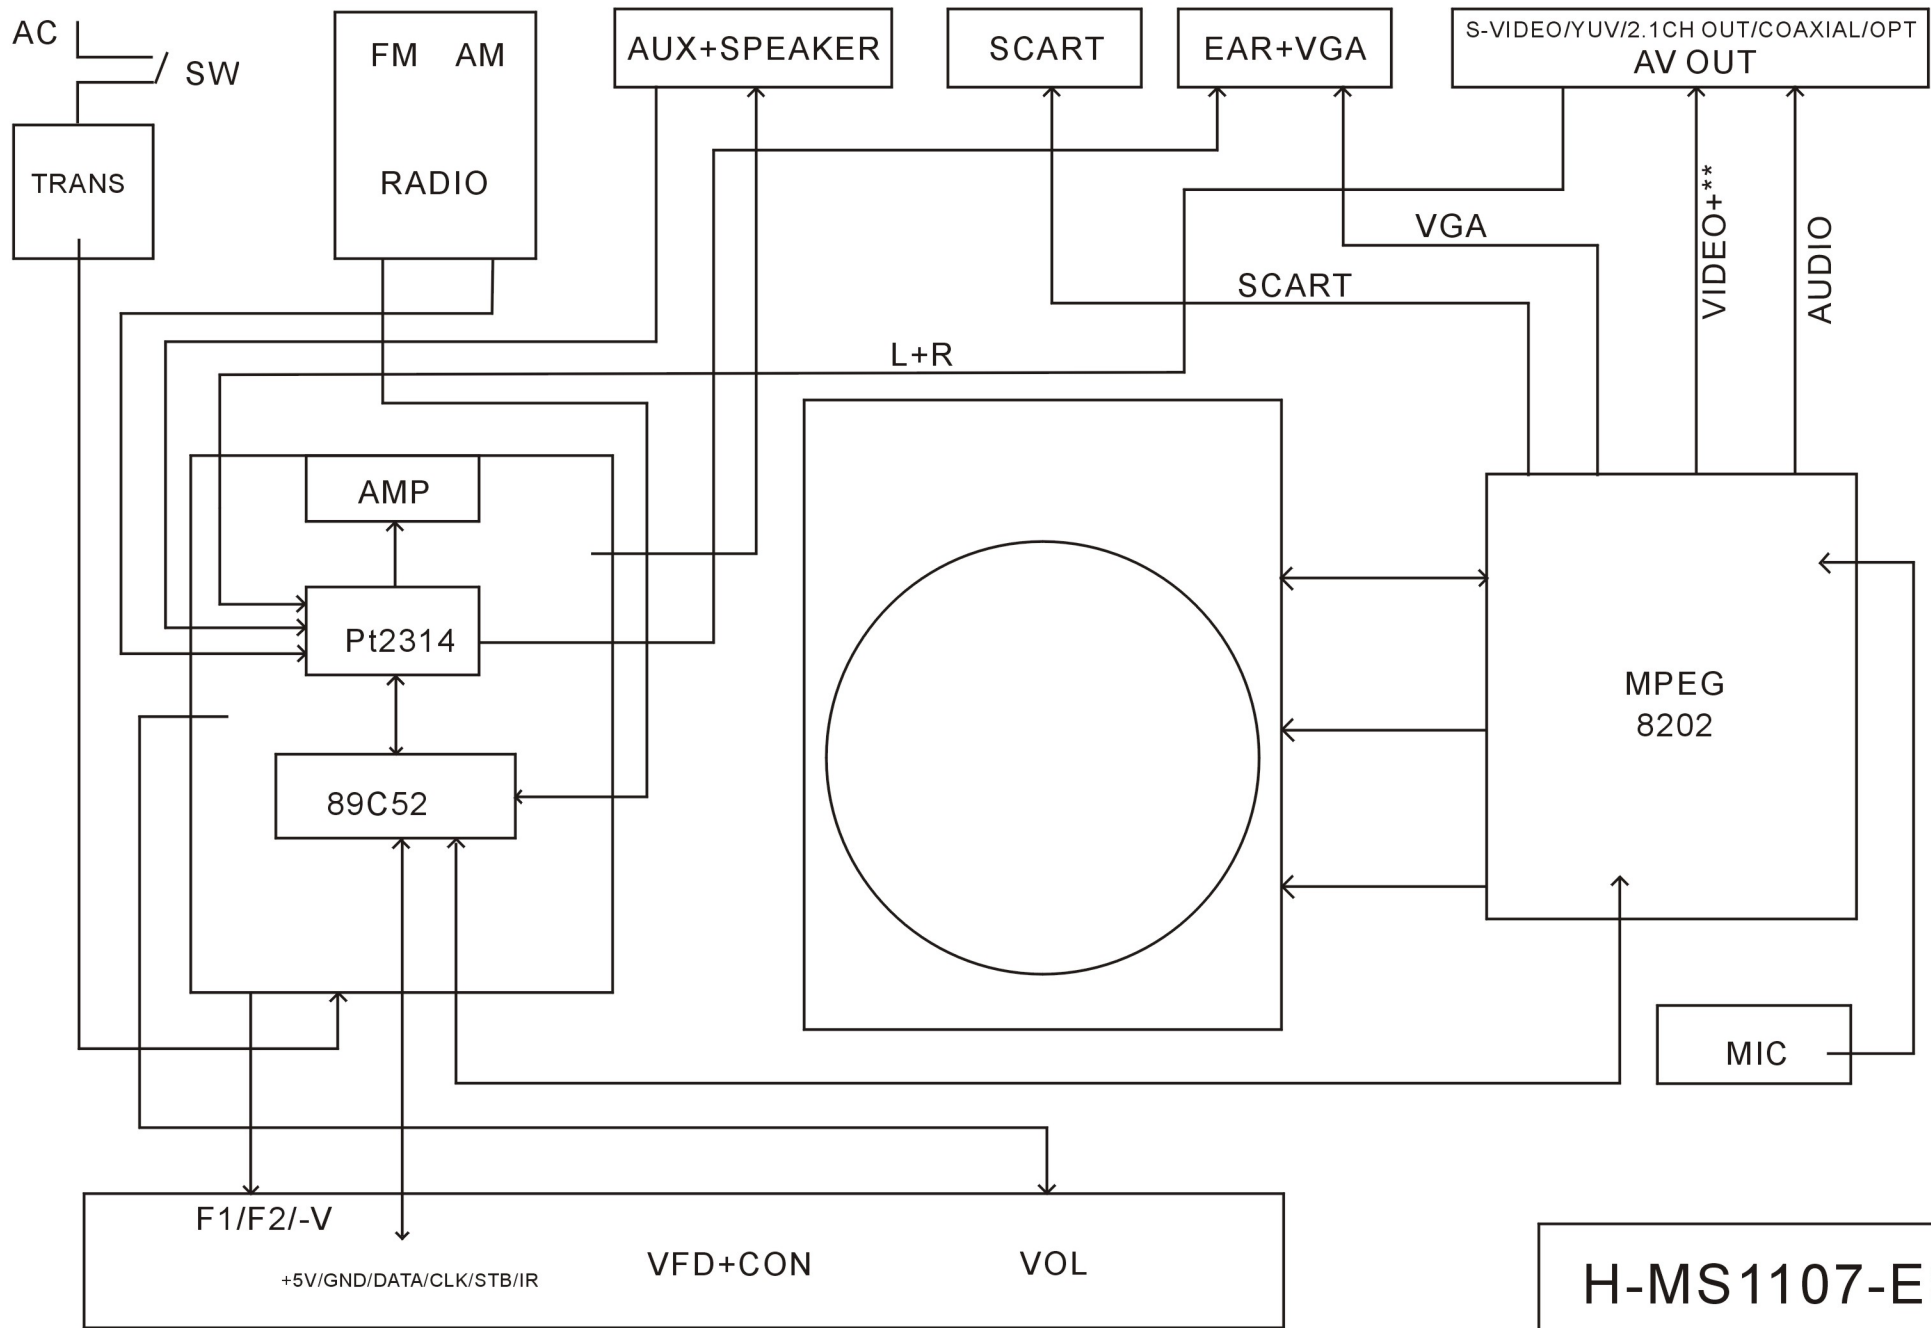 AC
SW
TRANS
FM AM
RADIO
AUX+SPEAKER
SCART
EAR+VGA
S-VIDEO/YUV/2.1CH OUT/COAXIAL/OPT
AV OUT
VGA
SCART
VIDEO+**
AUDIO
L+R
AMP
Pt2314
89C52
MPEG
8202
MIC
F1/F2/-V
+5V/GND/DATA/CLK/STB/IR
VFD+CON
VOL
H-MS1107-E